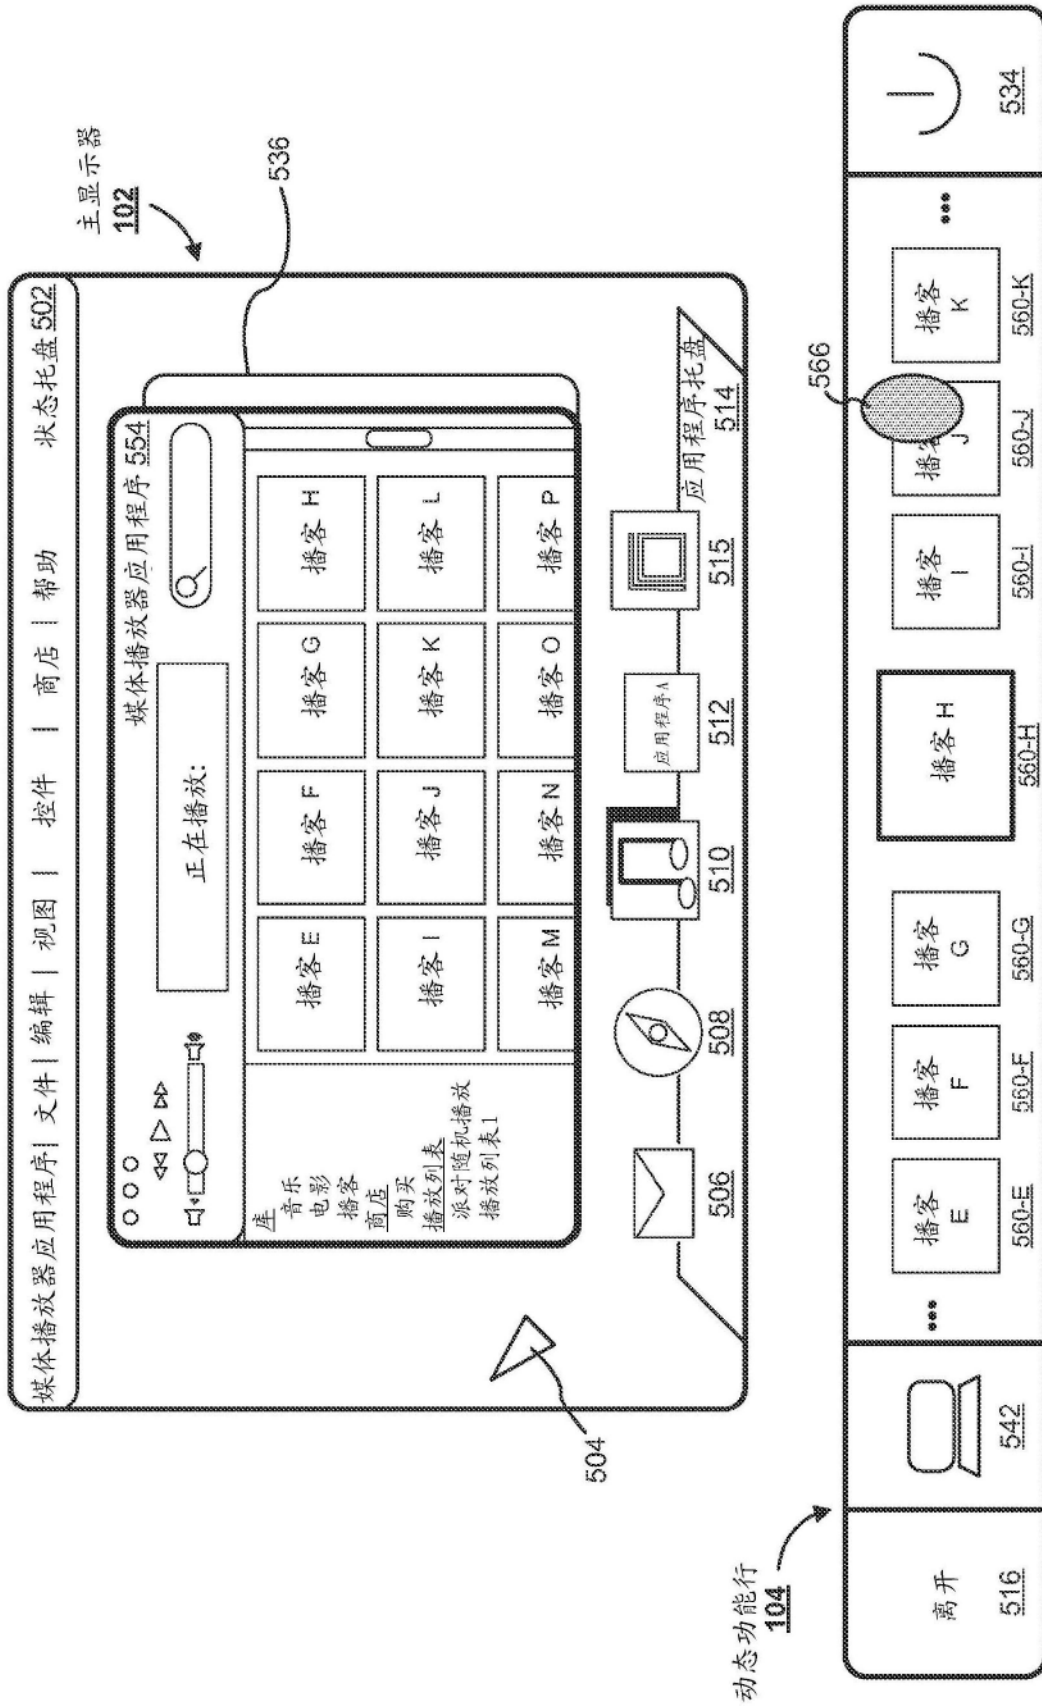 主显示器
102
媒体播放器应用程序| 文件| 编辑 | 视图 | 控件 | 商店 | 帮助 状态托盘 502
536
媒体播放器应用程序 554
正在播放:
库
音乐
电影
播客
商店
购买
播放列表
派对随机播放
播放列表1
播客 E 播客 F 播客 G 播客 H
播客 I 播客 J 播客 K 播客 L
播客 M 播客 N 播客 O 播客 P
504
应用程序A
应用程序托盘
506 508 510 512 515 514
动态功能行
104
566
离开
播客
E
播客
F
播客
G
播客 H
播客
I
播客
J
播客
K
516 542 560-E 560-F 560-G 560-H 560-I 560-J 560-K 534